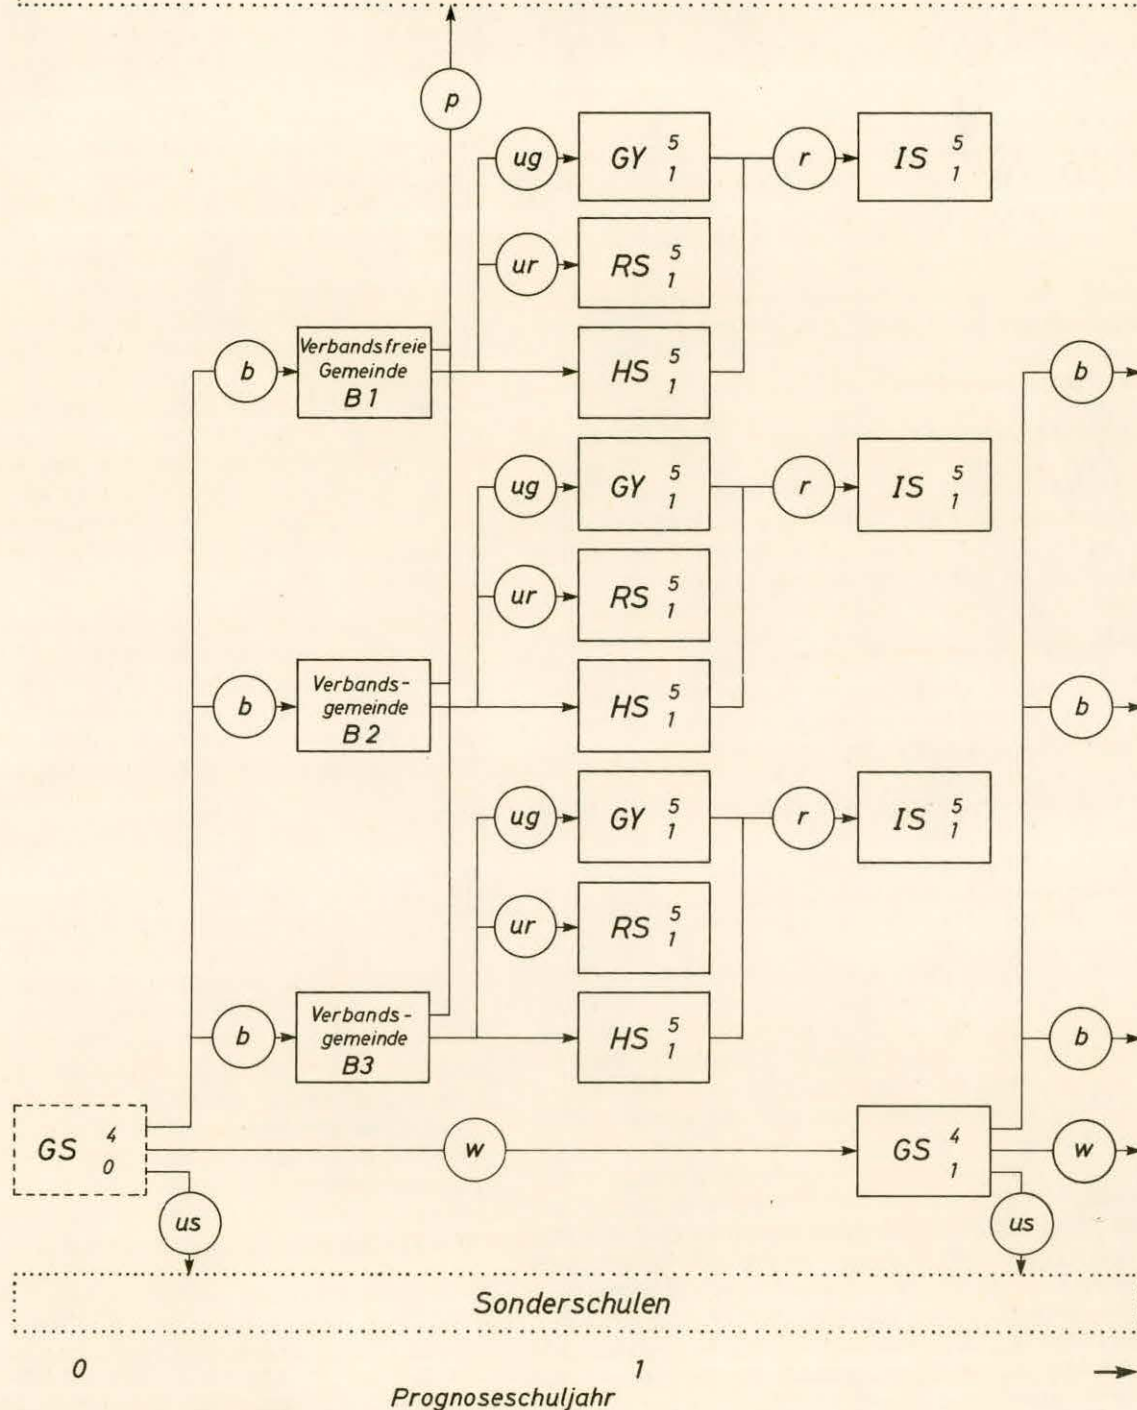 p
ug GY 5 1 r IS 5 1
ur RS 5 1
b Verbandsfreie Gemeinde B1 HS 5 1 b
ug GY 5 1 r IS 5 1
ur RS 5 1
b Verbands- gemeinde B2 HS 5 1 b
ug GY 5 1 r IS 5 1
ur RS 5 1
b Verbands- gemeinde B3 HS 5 1 b
GS 4 0 w GS 4 1 w
us us
Sonderschulen
0 1
Prognoseschuljahr